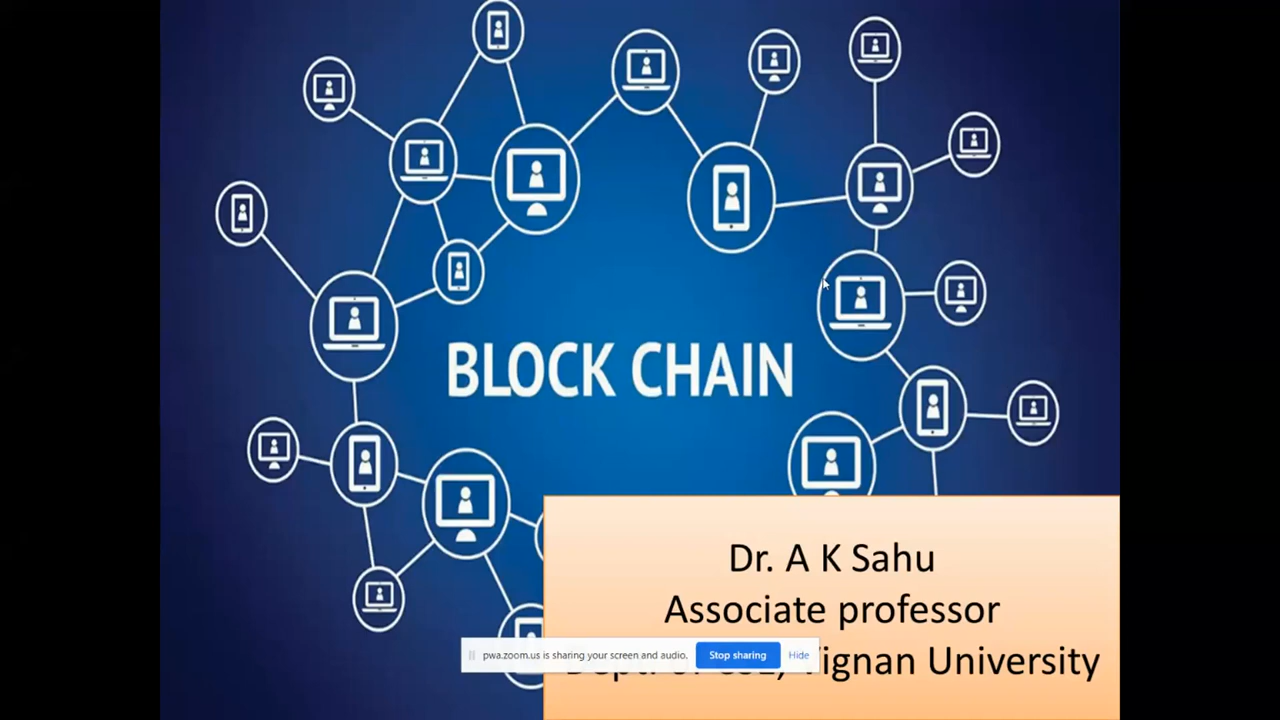 BLOCK CHAIN
Dr. A K Sahu
Associate professor
pwa.zoom.us is sharing your screen and audio.
Stop sharing
Hide
Vignan University